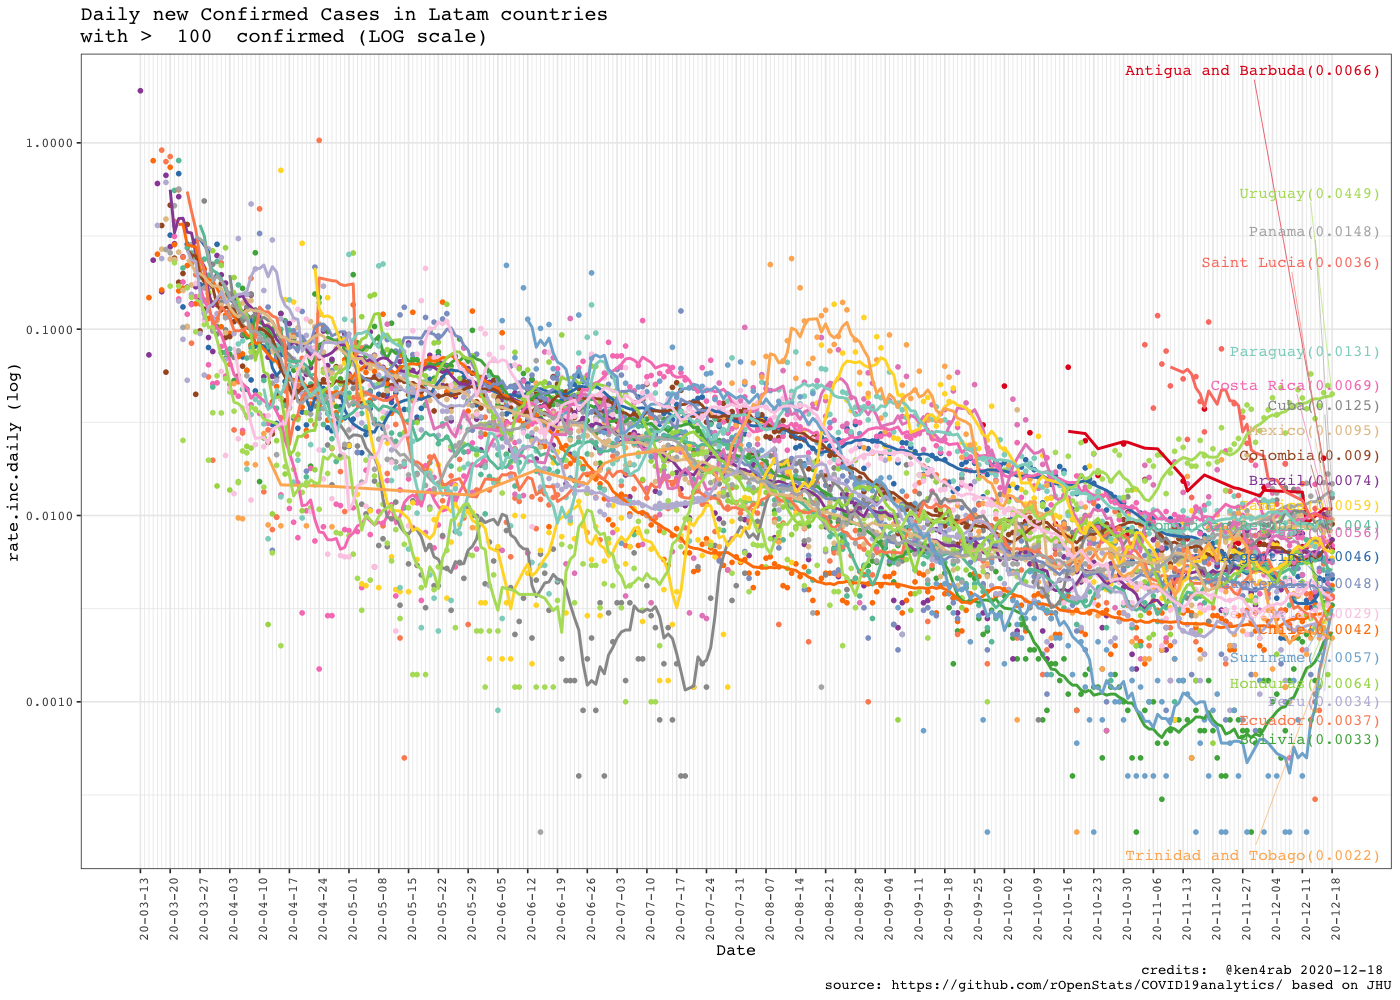 Daily new Confirmed Cases in Latam countries
with >  100  confirmed (LOG scale)
rate.inc.daily (log)
1.0000
0.1000
0.0100
0.0010
Antigua and Barbuda(0.0066)
Uruguay(0.0449)
Panama(0.0148)
Saint Lucia(0.0036)
Paraguay(0.0131)
Costa Rica(0.0069)
Cuba(0.0125)
Mexico(0.0095)
Colombia(0.009)
Brazil(0.0074)
Argentina(0.0046)
Chile(0.0042)
Suriname(0.0057)
Honduras(0.0064)
Peru(0.0034)
Ecuador(0.0037)
Bolivia(0.0033)
Trinidad and Tobago(0.0022)
20-03-13
20-03-20
20-03-27
20-04-03
20-04-10
20-04-17
20-04-24
20-05-01
20-05-08
20-05-15
20-05-22
20-05-29
20-06-05
20-06-12
20-06-19
20-06-26
20-07-03
20-07-10
20-07-17
20-07-24
20-07-31
20-08-07
20-08-14
20-08-21
20-08-28
20-09-04
20-09-11
20-09-18
20-09-25
20-10-02
20-10-09
20-10-16
20-10-23
20-10-30
20-11-06
20-11-13
20-11-20
20-11-27
20-12-04
20-12-11
20-12-18
Date
credits:  @ken4rab 2020-12-18
source: https://github.com/rOpenStats/COVID19analytics/ based on JHU